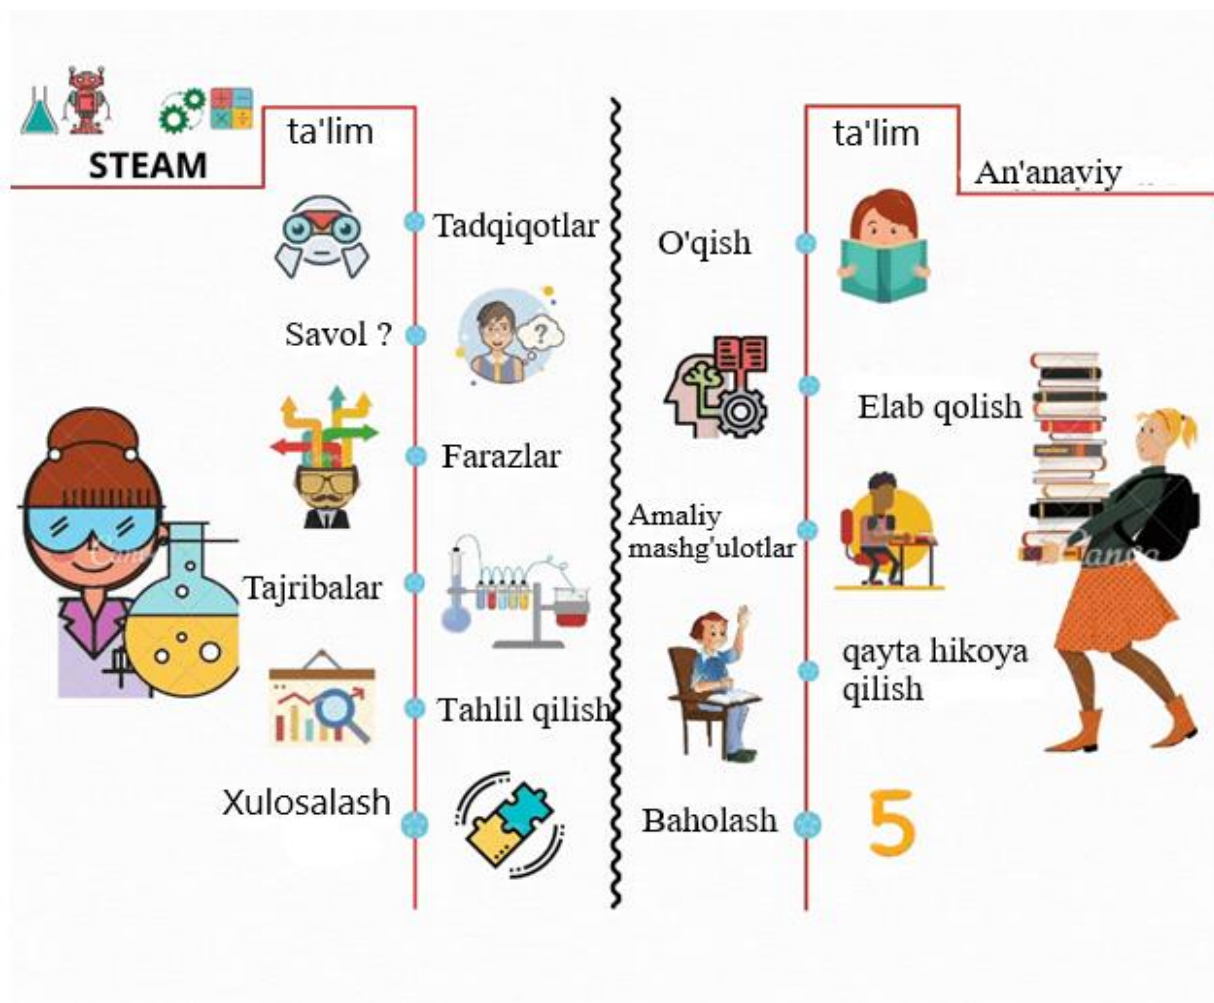 STEAM
ta'lim
Tadqiqotlar
Savol ?
?
Farazlar
Tajribalar
Tahlil qilish
Xulosalash
ta'lim
An'anaviy
O'qish
Elab qolish
Amaliy
mashg'ulotlar
qayta hikoya
qilish
Baholash
5
Canva